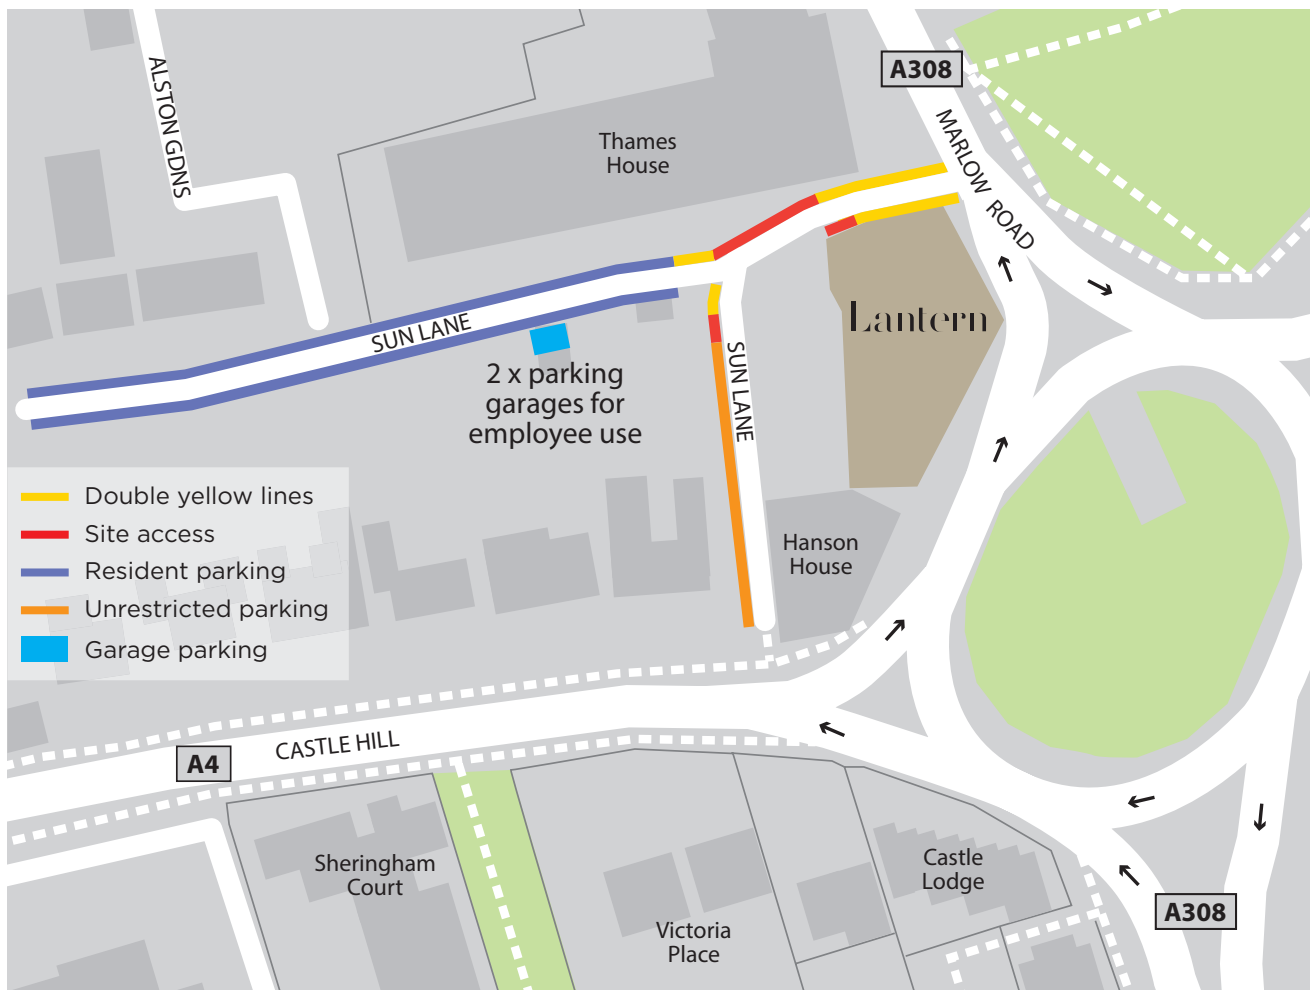 A308
ALSTON GDNS
MARLOW ROAD
Thames
House
SUN LANE
Lantern
2 x parking
garages for
employee use
SUN LANE
Double yellow lines
Site access
Resident parking
Unrestricted parking
Garage parking
Hanson
House
A4
CASTLE HILL
Sheringham
Court
Castle
Lodge
A308
Victoria
Place